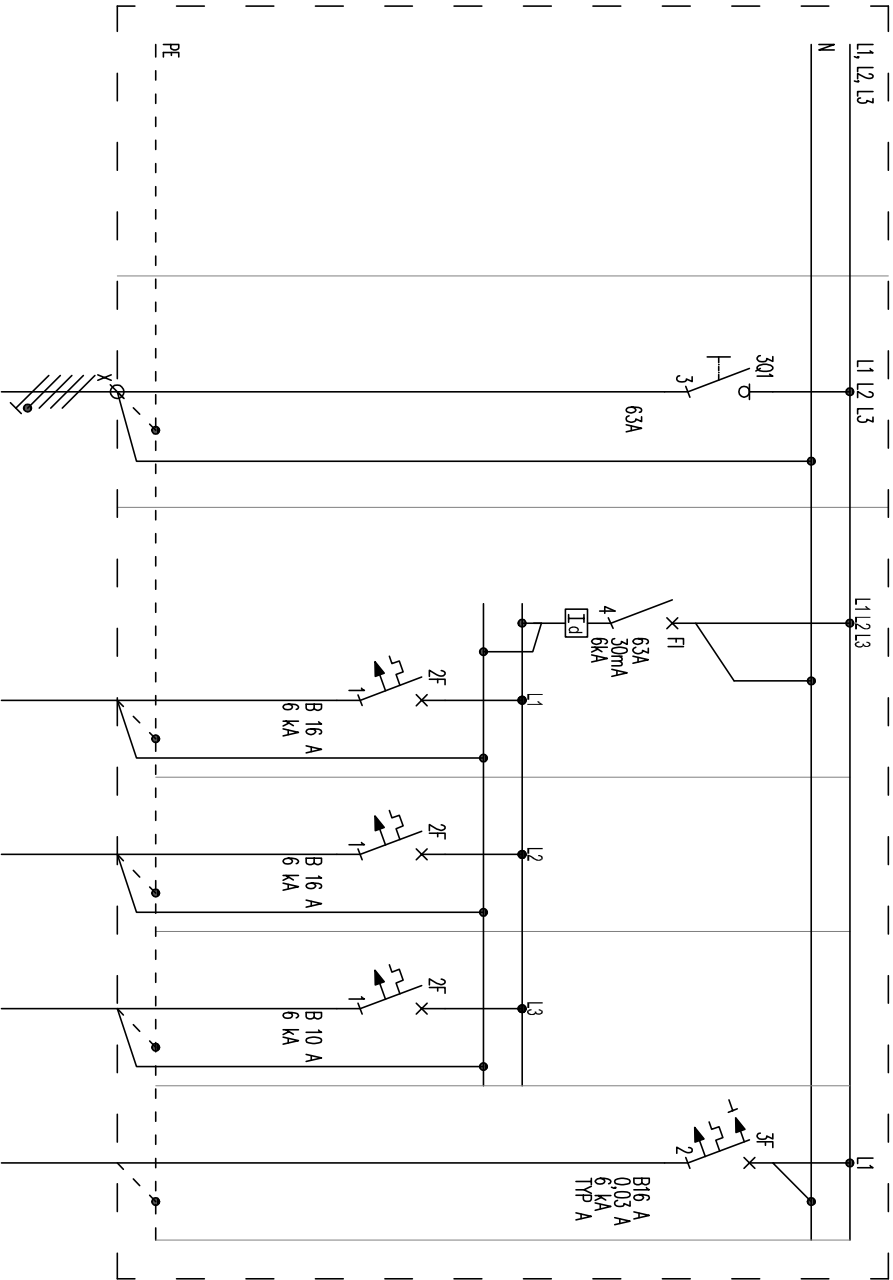 L1, L2, L3
N
PE
L1 L2 L3
3Q1
3
63A
X
L1 L2 L3
FI
4
63A
30mA
6kA
Id
L1
2F
1
B 16 A
6 kA
L2
2F
1
B 16 A
6 kA
L3
2F
1
B 10 A
6 kA
L1
3F
2
B16 A
0,03 A
6 kA
TYP A